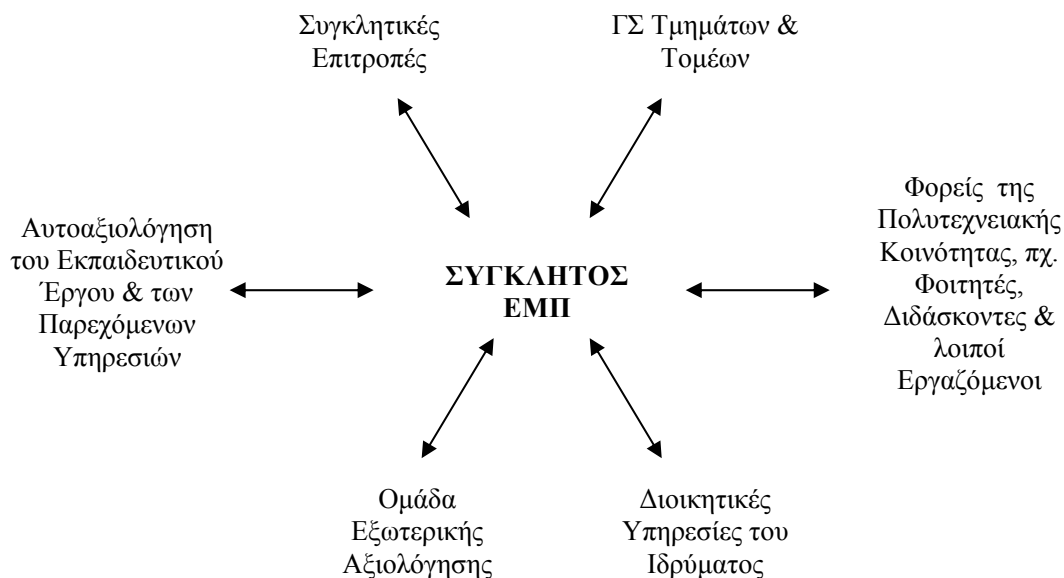 Συγκλητικές
Επιτροπές
ΓΣ Τμημάτων &
Τομέων
Αυτοαξιολόγηση
του Εκπαιδευτικού
Έργου & των
Παρεχόμενων
Υπηρεσιών
ΣΥΓΚΛΗΤΟΣ
ΕΜΠ
Φορείς της
Πολυτεχνειακής
Κοινότητας, πχ.
Φοιτητές,
Διδάσκοντες &
λοιποί
Εργαζόμενοι
Ομάδα
Εξωτερικής
Αξιολόγησης
Διοικητικές
Υπηρεσίες του
Ιδρύματος